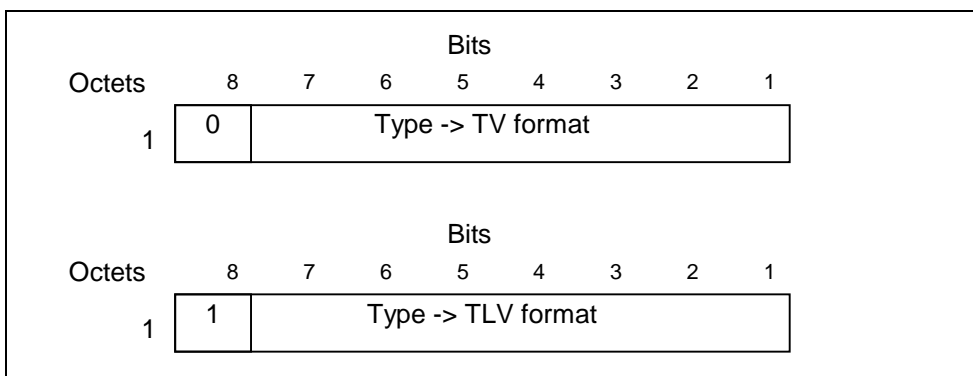 Bits
Octets 8 7 6 5 4 3 2 1
1 0 Type -> TV format
Bits
Octets 8 7 6 5 4 3 2 1
1 1 Type -> TLV format